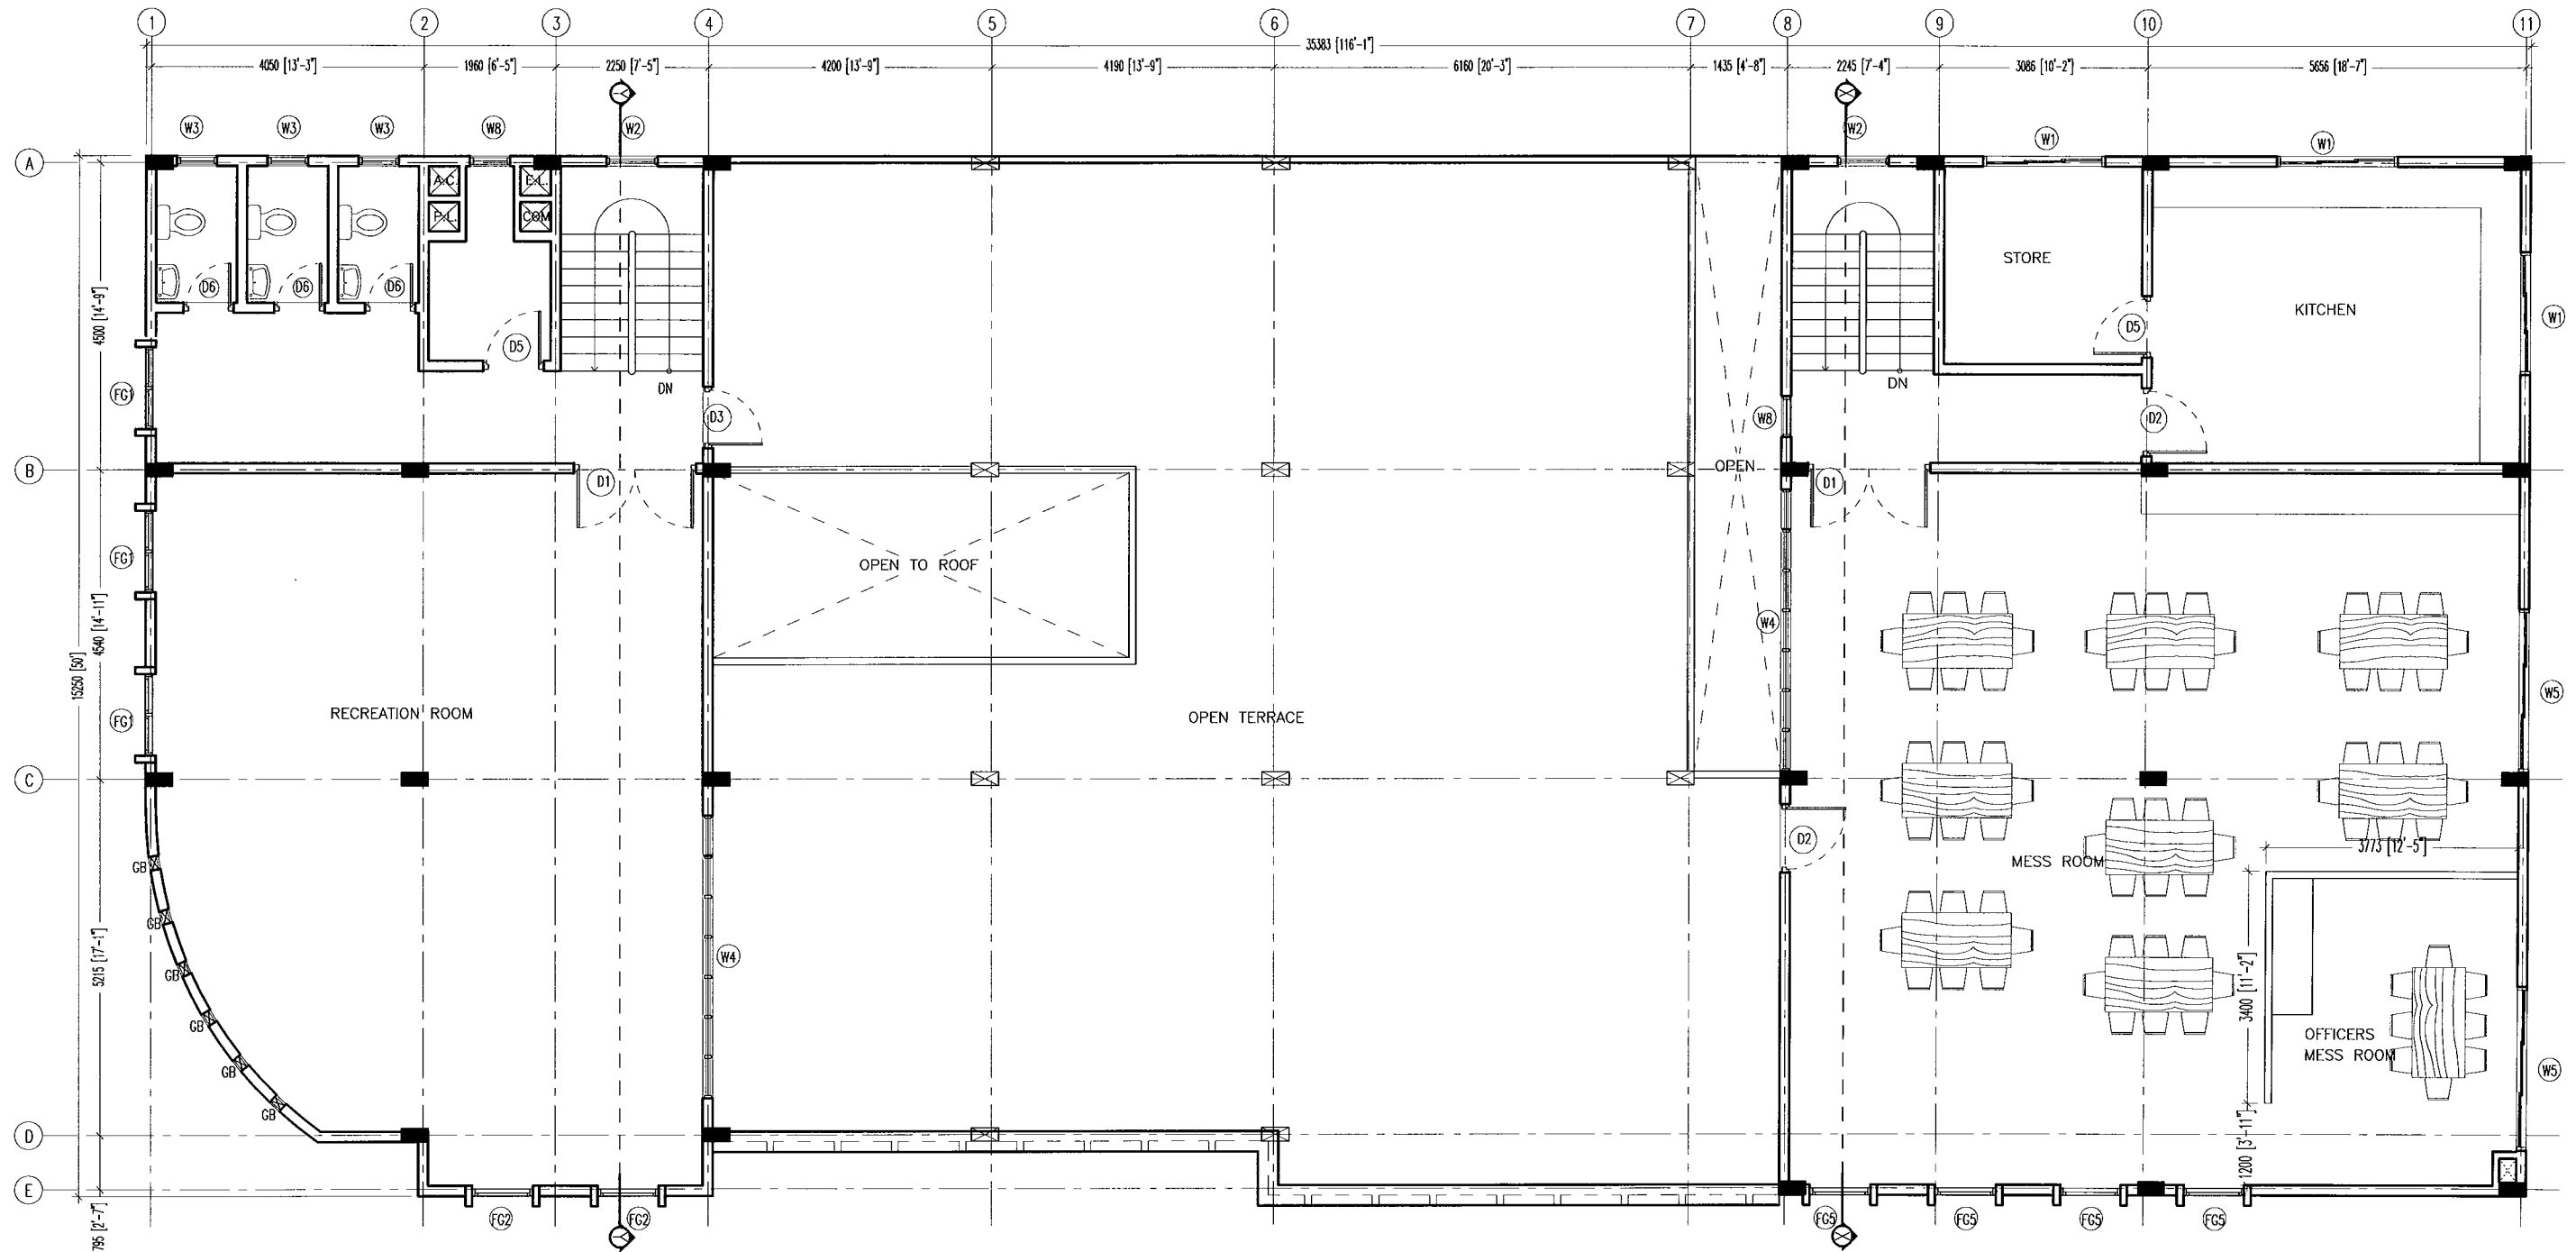 1 2 3 4 5 6 7 8 9 10 11
35383 [116'-1"]
4050 [13'-3"] 1960 [6'-5"] 2250 [7'-5"] 4200 [13'-9"] 4190 [13'-9"] 6160 [20'-3"] 1435 [4'-8"] 2245 [7'-4"] 3086 [10'-2"] 5656 [18'-7"]
Y X
W3 W3 W3 W8 W2 W2 W1 W1
A
A.C. E.L.
P.L. COM
STORE
D6 D6 D6
KITCHEN
W1
4500 [14'-9"]
D5 D5
DN DN
FG1 D3 W8 D2
B
OPEN
D1 D1
FG1
OPEN TO ROOF
4540 [14'-11"]
W4
15250 [50']
W5
FG1
RECREATION ROOM
OPEN TERRACE
C
D2
3773 [12'-5"]
MESS ROOM
GB
GB
5215 [17'-1"]
W4
GB
3400 [11'-2"]
GB
OFFICERS
MESS ROOM
GB
W5
GB
D
1200 [3'-11"]
E
795 [2'-7"]
FG2 FG2 FG5 FG5 FG5 FG5
Y X